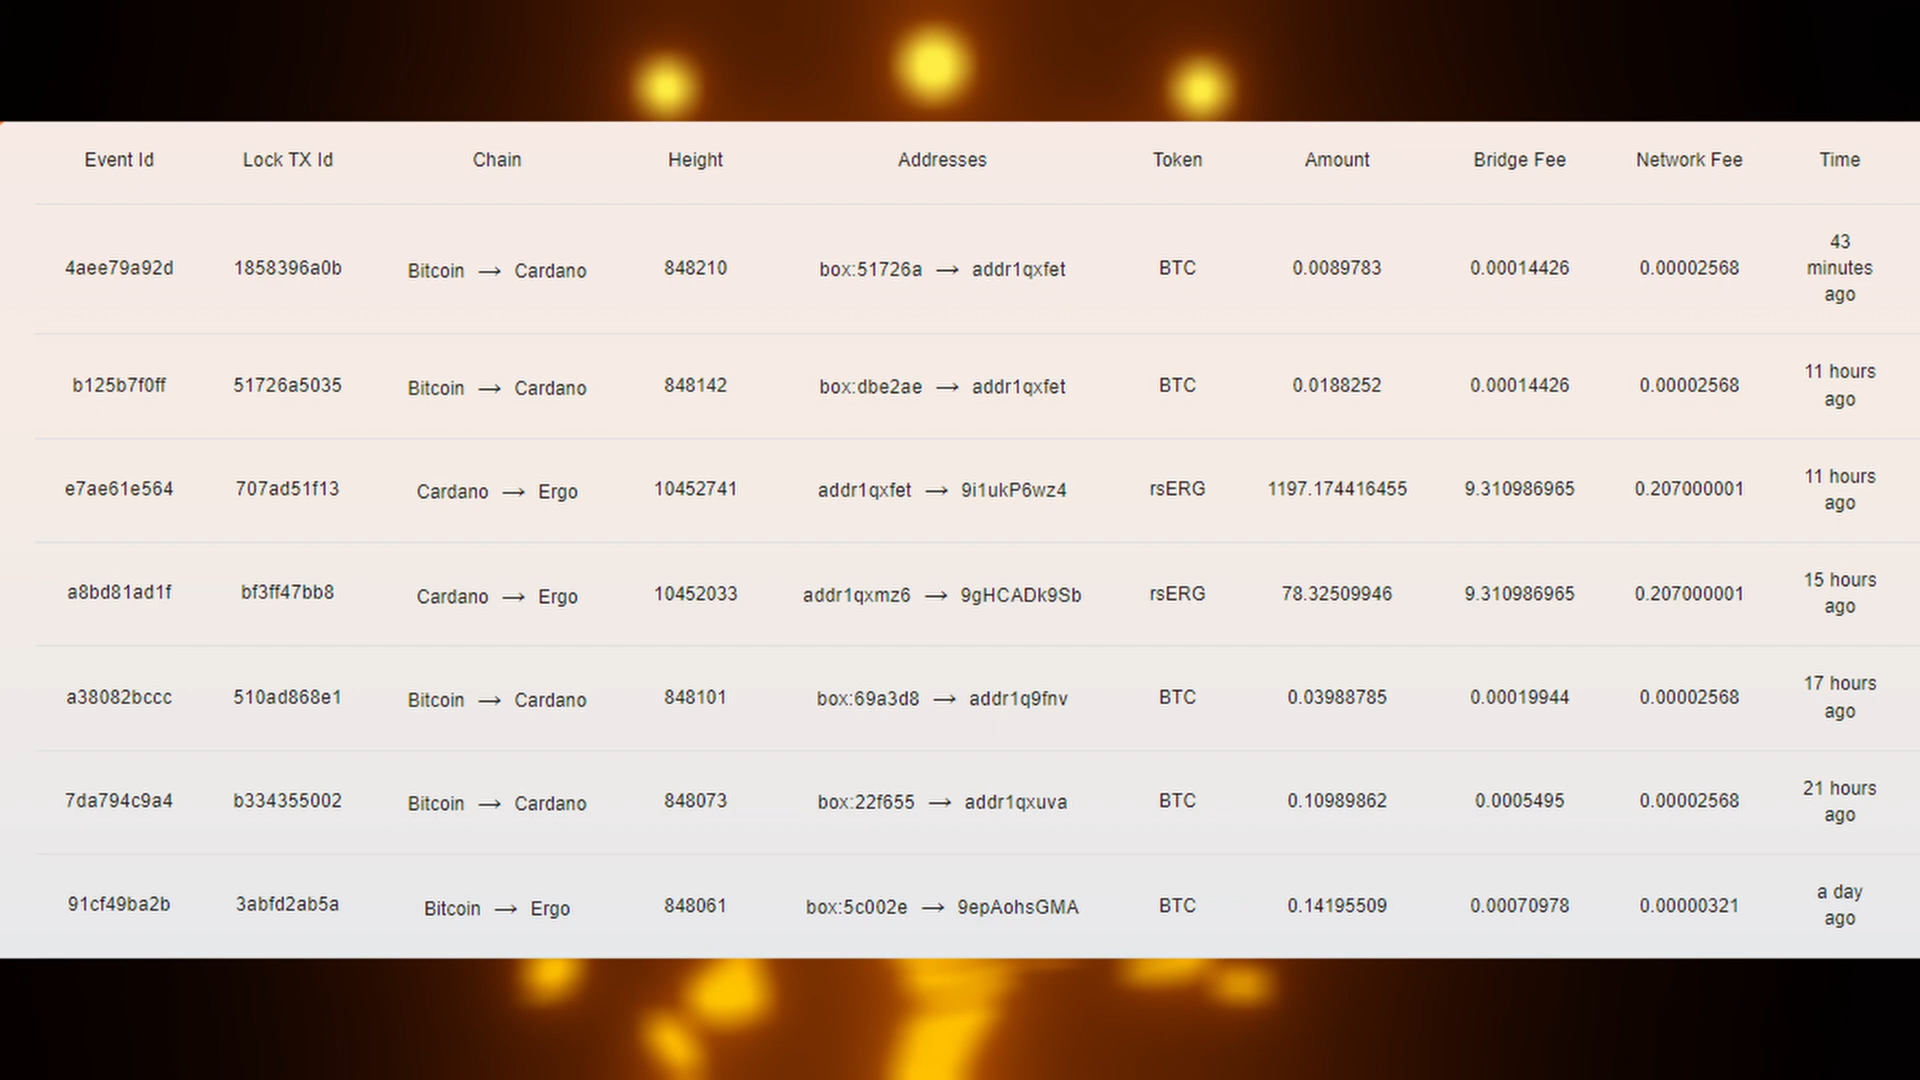 Event Id Lock TX Id Chain Height Addresses Token Amount Bridge Fee Network Fee Time
4aee79a92d 1858396a0b Bitcoin → Cardano 848210 box:51726a → addr1qxfet BTC 0.0089783 0.00014426 0.00002568 43 minutes ago
b125b7f0ff 51726a5035 Bitcoin → Cardano 848142 box:dbe2ae → addr1qxfet BTC 0.0188252 0.00014426 0.00002568 11 hours ago
e7ae61e564 707ad51f13 Cardano → Ergo 10452741 addr1qxfet → 9i1ukP6wz4 rsERG 1197.174416455 9.310986965 0.207000001 11 hours ago
a8bd81ad1f bf3ff47bb8 Cardano → Ergo 10452033 addr1qxmz6 → 9gHCADk9Sb rsERG 78.32509946 9.310986965 0.207000001 15 hours ago
a38082bccc 510ad868e1 Bitcoin → Cardano 848101 box:69a3d8 → addr1q9fnv BTC 0.03988785 0.00019944 0.00002568 17 hours ago
7da794c9a4 b334355002 Bitcoin → Cardano 848073 box:22f655 → addr1qxuva BTC 0.10989862 0.0005495 0.00002568 21 hours ago
91cf49ba2b 3abfd2ab5a Bitcoin → Ergo 848061 box:5c002e → 9epAohsGMA BTC 0.14195509 0.00070978 0.00000321 a day ago